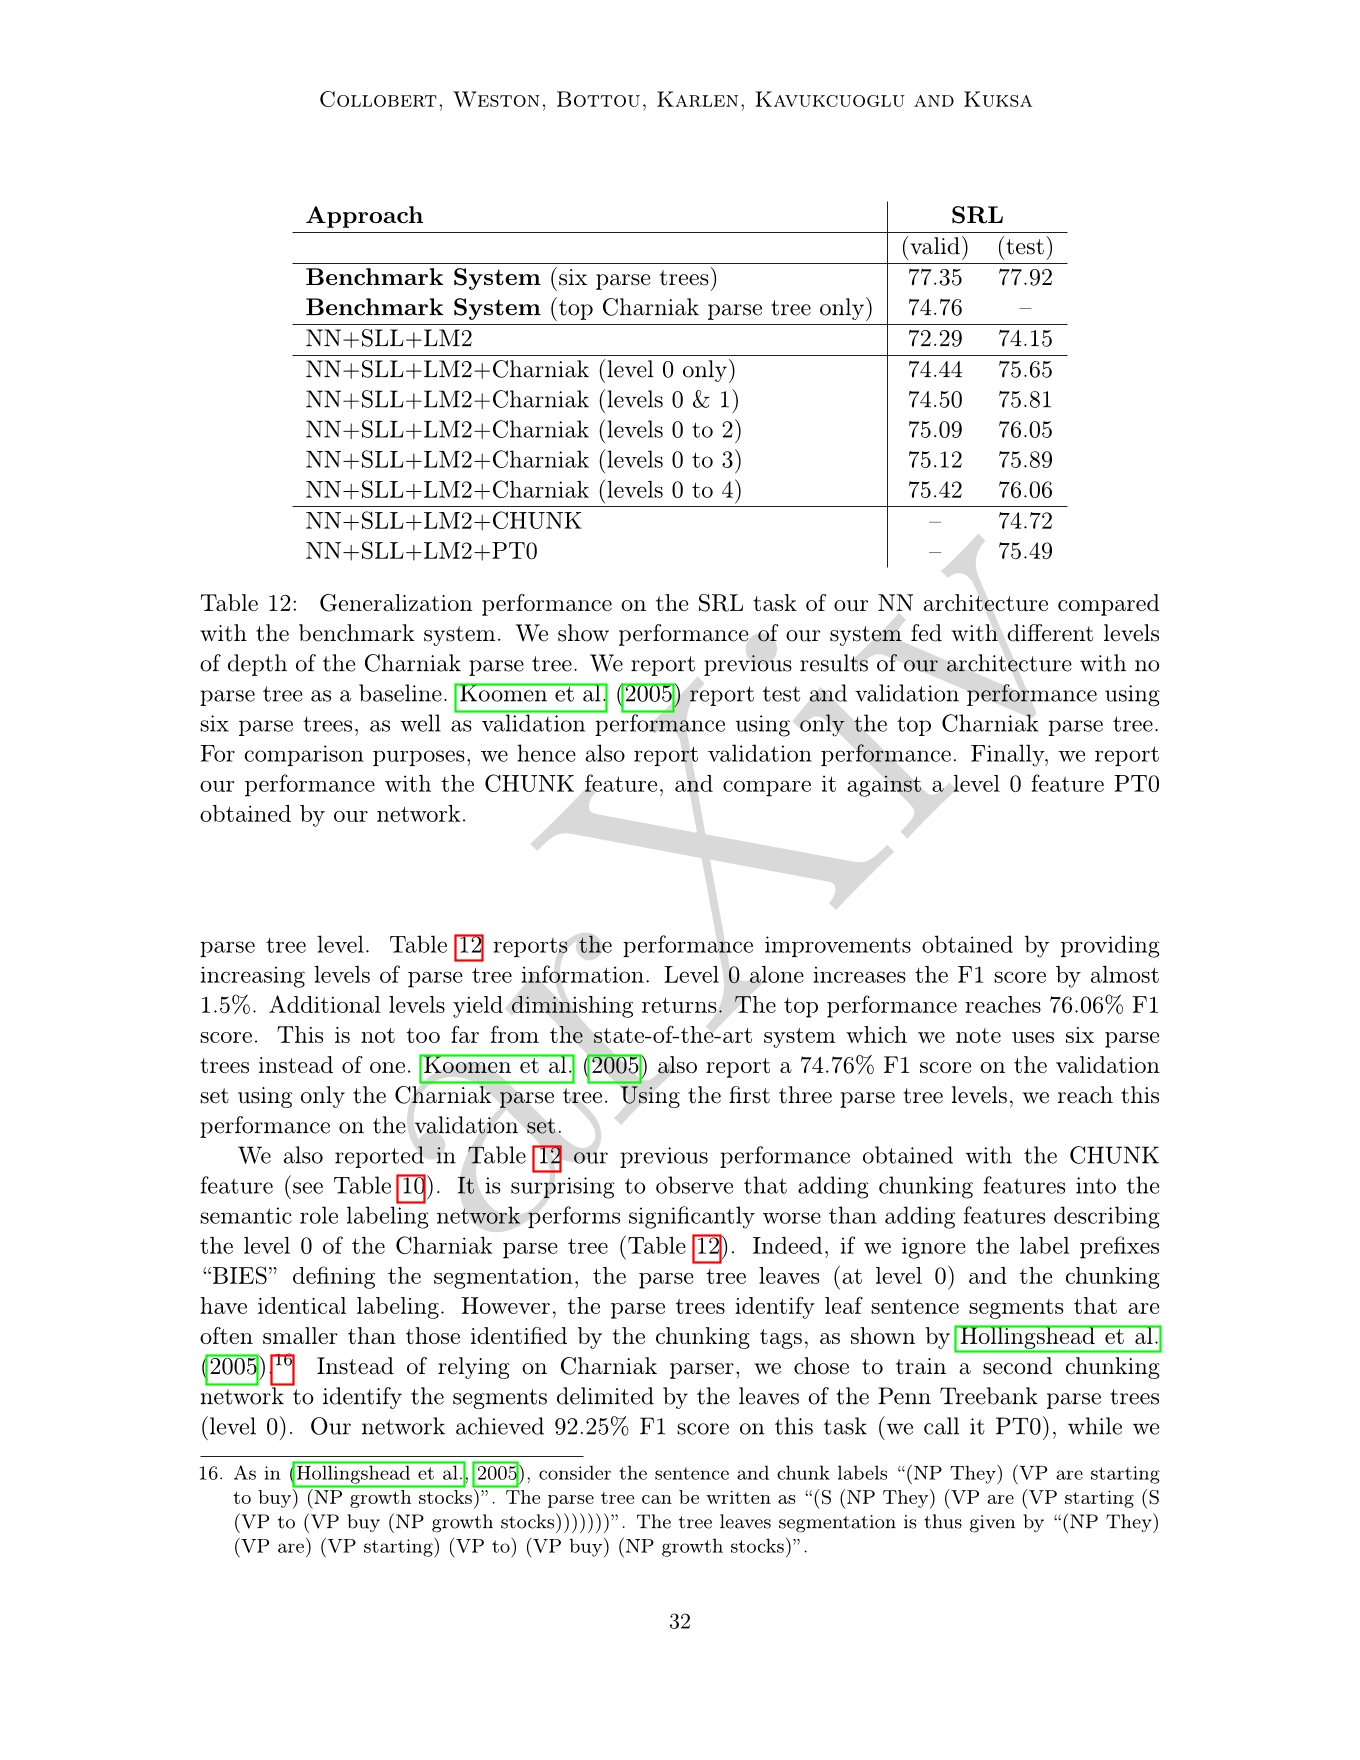 COLLOBERT, WESTON, BOTTOU, KARLEN, KAVUKCUOGLU AND KUKSA
Approach SRL
(valid) (test)
Benchmark System (six parse trees) 77.35 77.92
Benchmark System (top Charniak parse tree only) 74.76 –
NN+SLL+LM2 72.29 74.15
NN+SLL+LM2+Charniak (level 0 only) 74.44 75.65
NN+SLL+LM2+Charniak (levels 0 & 1) 74.50 75.81
NN+SLL+LM2+Charniak (levels 0 to 2) 75.09 76.05
NN+SLL+LM2+Charniak (levels 0 to 3) 75.12 75.89
NN+SLL+LM2+Charniak (levels 0 to 4) 75.42 76.06
NN+SLL+LM2+CHUNK – 74.72
NN+SLL+LM2+PT0 – 75.49
Table 12: Generalization performance on the SRL task of our NN architecture compared
with the benchmark system. We show performance of our system fed with different levels
of depth of the Charniak parse tree. We report previous results of our architecture with no
parse tree as a baseline. Koomen et al. (2005) report test and validation performance using
six parse trees, as well as validation performance using only the top Charniak parse tree.
For comparison purposes, we hence also report validation performance. Finally, we report
our performance with the CHUNK feature, and compare it against a level 0 feature PT0
obtained by our network.
arXiv
parse tree level. Table 12 reports the performance improvements obtained by providing
increasing levels of parse tree information. Level 0 alone increases the F1 score by almost
1.5%. Additional levels yield diminishing returns. The top performance reaches 76.06% F1
score. This is not too far from the state-of-the-art system which we note uses six parse
trees instead of one. Koomen et al. (2005) also report a 74.76% F1 score on the validation
set using only the Charniak parse tree. Using the first three parse tree levels, we reach this
performance on the validation set.
We also reported in Table 12 our previous performance obtained with the CHUNK
feature (see Table 10). It is surprising to observe that adding chunking features into the
semantic role labeling network performs significantly worse than adding features describing
the level 0 of the Charniak parse tree (Table 12). Indeed, if we ignore the label prefixes
“BIES” defining the segmentation, the parse tree leaves (at level 0) and the chunking
have identical labeling. However, the parse trees identify leaf sentence segments that are
often smaller than those identified by the chunking tags, as shown by Hollingshead et al.
(2005).16 Instead of relying on Charniak parser, we chose to train a second chunking
network to identify the segments delimited by the leaves of the Penn Treebank parse trees
(level 0). Our network achieved 92.25% F1 score on this task (we call it PT0), while we
16. As in (Hollingshead et al., 2005), consider the sentence and chunk labels “(NP They) (VP are starting
to buy) (NP growth stocks)”. The parse tree can be written as “(S (NP They) (VP are (VP starting (S
(VP to (VP buy (NP growth stocks)))))))”. The tree leaves segmentation is thus given by “(NP They)
(VP are) (VP starting) (VP to) (VP buy) (NP growth stocks)”.
32